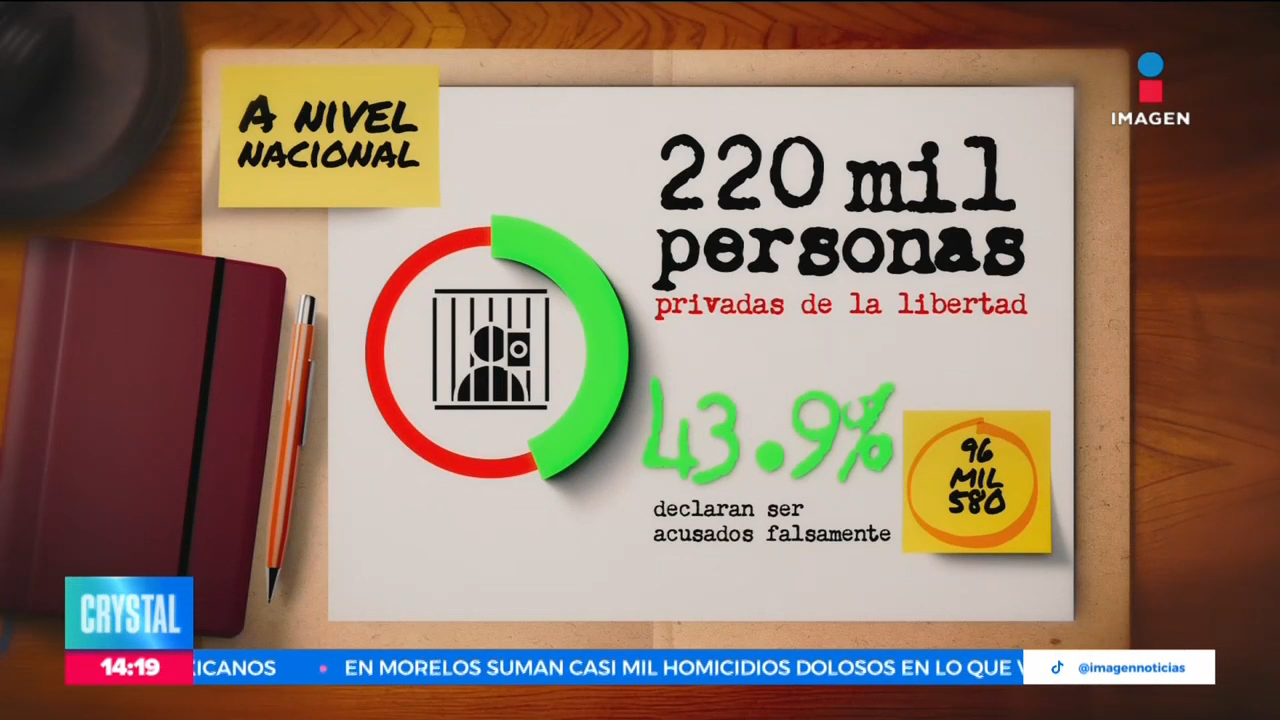 A NIVEL
NACIONAL
IMAGEN
220 mil
personas
privadas de la libertad
43.9%
96
MIL
580
declaran ser
acusados falsamente
CRYSTAL
14:19
ICANOS • EN MORELOS SUMAN CASI MIL HOMICIDIOS DOLOSOS EN LO QUE
@imagennoticias